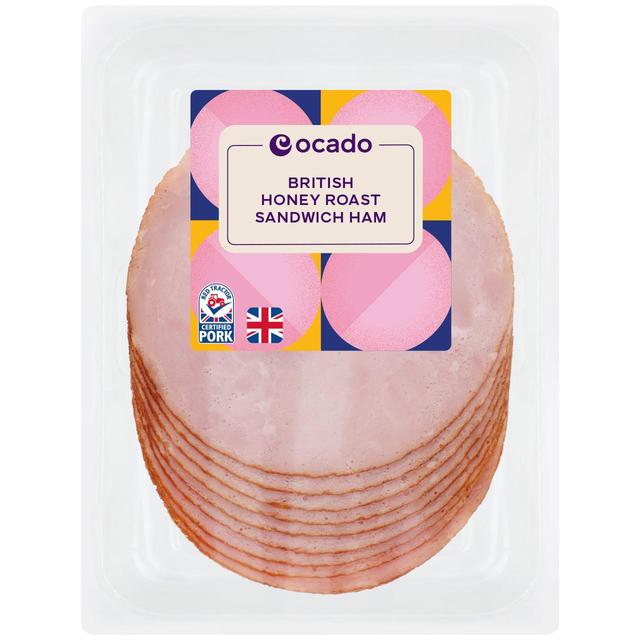 ocado
BRITISH
HONEY ROAST
SANDWICH HAM
RED TRACTOR
CERTIFIED
PORK